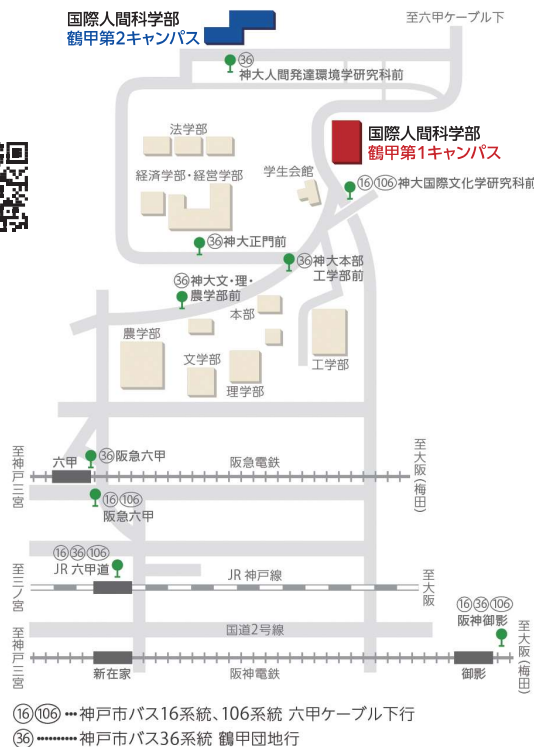 国際人間科学部
鶴甲第2キャンパス
至六甲ケーブル下
㊱
神大人間発達環境学研究科前
法学部
国際人間科学部
鶴甲第1キャンパス
経済学部・経営学部
学生会館
⑯106神大国際文化学研究科前
㊱神大正門前
㊱神大本部
工学部前
㊱神大文・理・
農学部前
本部
農学部
文学部
理学部
工学部
至神戸三宮
六甲
㊱阪急六甲
阪急電鉄
至大阪(梅田)
⑯106
阪急六甲
⑯㊱106
JR 六甲道
至三ノ宮
JR 神戸線
至大阪
⑯㊱106
阪神御影
国道2号線
至神戸三宮
新在家
阪神電鉄
御影
至大阪(梅田)
⑯106•••神戸市バス16系統、106系統 六甲ケーブル下行
㊱••••••••••神戸市バス36系統 鶴甲団地行